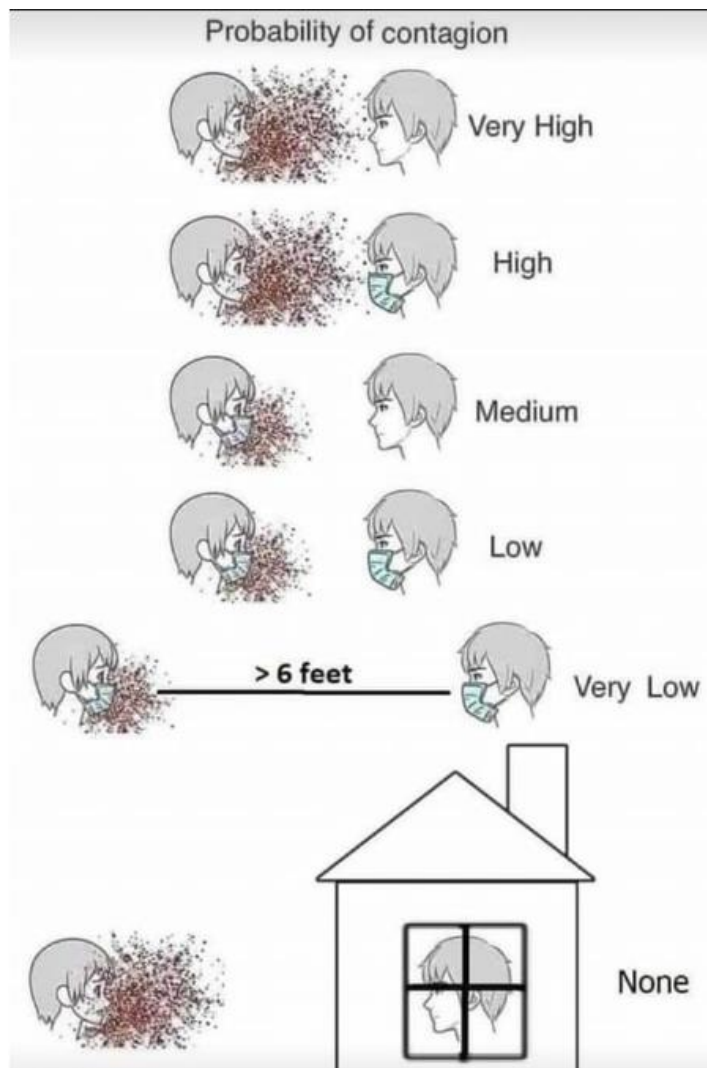 Probability of contagion
Very High
High
Medium
Low
> 6 feet
Very Low
None